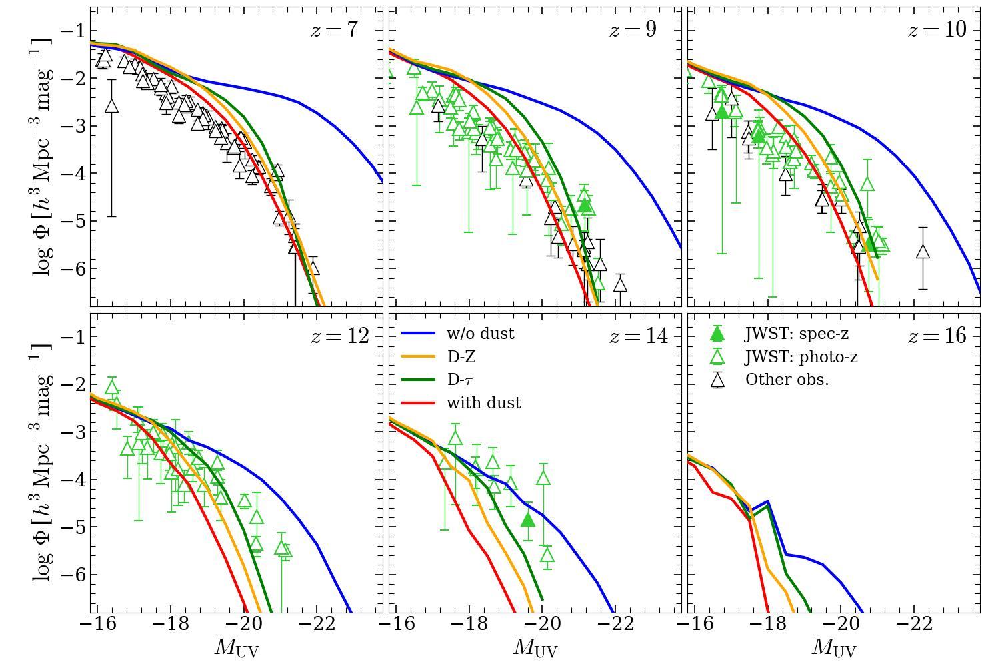 z = 7
z = 9
z = 10
−1
−2
−3
−4
−5
−6
log Φ [h³ Mpc⁻³ mag⁻¹]
z = 12
z = 14
z = 16
w/o dust
D-Z
D-τ
with dust
JWST: spec-z
JWST: photo-z
Other obs.
−1
−2
−3
−4
−5
−6
log Φ [h³ Mpc⁻³ mag⁻¹]
−16 −18 −20 −22
−16 −18 −20 −22
−16 −18 −20 −22
M_UV
M_UV
M_UV